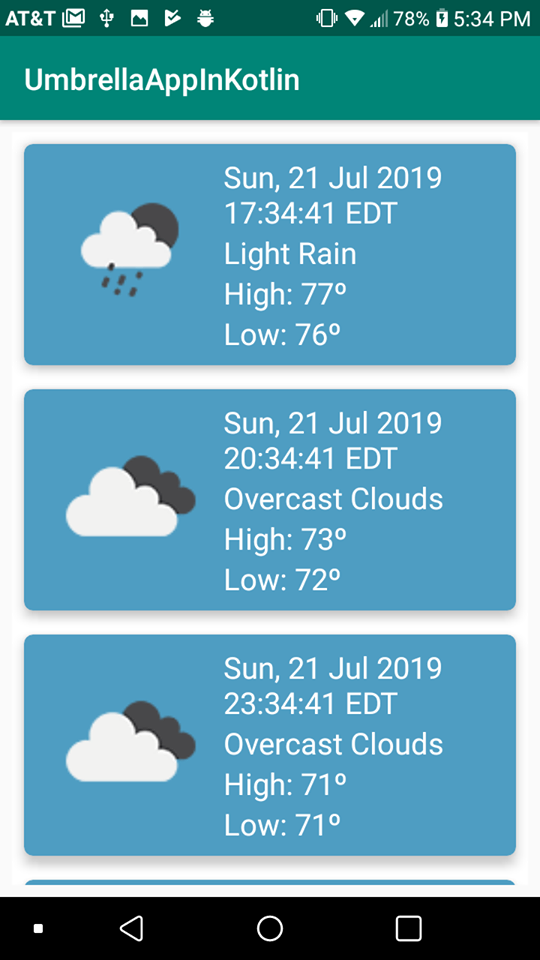 AT&T 78% 5:34 PM
UmbrellaAppInKotlin
Sun, 21 Jul 2019
17:34:41 EDT
Light Rain
High: 77º
Low: 76º
Sun, 21 Jul 2019
20:34:41 EDT
Overcast Clouds
High: 73º
Low: 72º
Sun, 21 Jul 2019
23:34:41 EDT
Overcast Clouds
High: 71º
Low: 71º